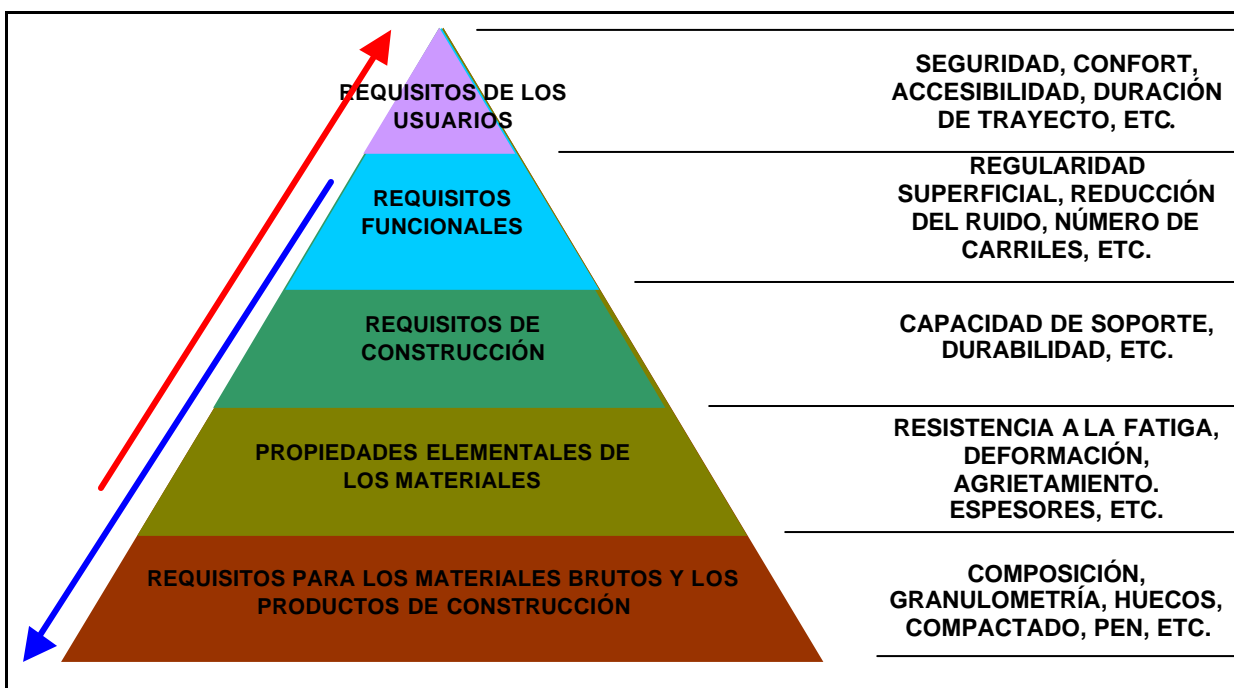 REQUISITOS DE LOS
USUARIOS
SEGURIDAD, CONFORT,
ACCESIBILIDAD, DURACIÓN
DE TRAYECTO, ETC.
REQUISITOS
FUNCIONALES
REGULARIDAD
SUPERFICIAL, REDUCCIÓN
DEL RUIDO, NÚMERO DE
CARRILES, ETC.
REQUISITOS DE
CONSTRUCCIÓN
CAPACIDAD DE SOPORTE,
DURABILIDAD, ETC.
PROPIEDADES ELEMENTALES DE
LOS MATERIALES
RESISTENCIA A LA FATIGA,
DEFORMACIÓN,
AGRIETAMIENTO.
ESPESORES, ETC.
REQUISITOS PARA LOS MATERIALES BRUTOS Y LOS
PRODUCTOS DE CONSTRUCCIÓN
COMPOSICIÓN,
GRANULOMETRÍA, HUECOS,
COMPACTADO, PEN, ETC.